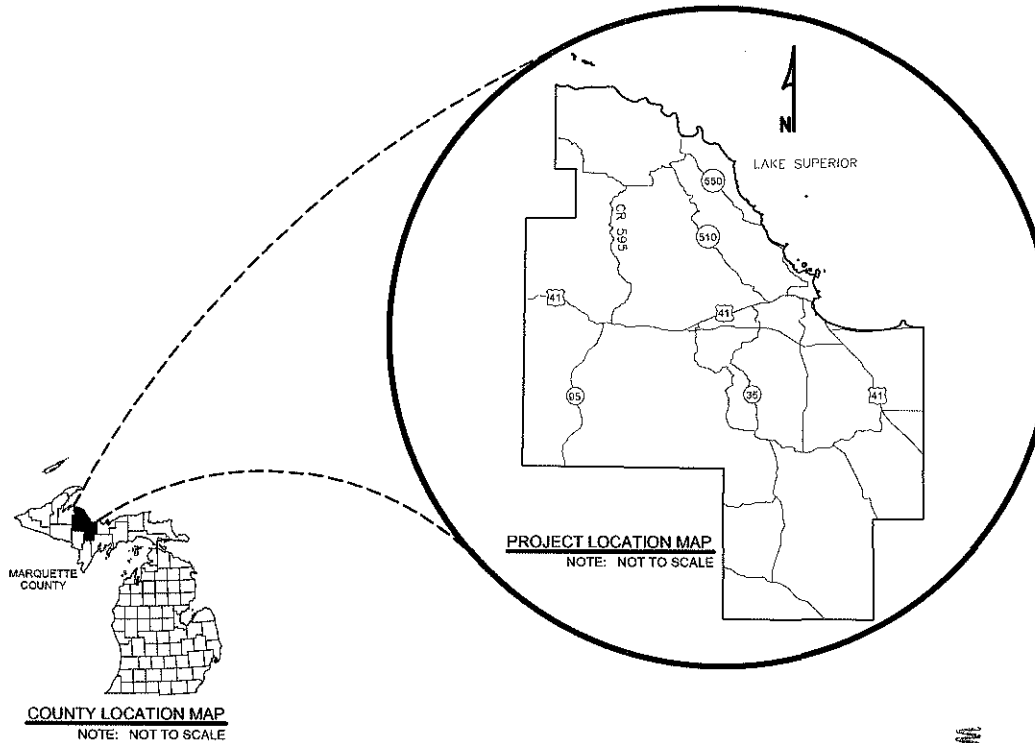 N
LAKE SUPERIOR
550
CR 595
510
41
41
95
35
41
PROJECT LOCATION MAP
NOTE: NOT TO SCALE
MARQUETTE
COUNTY
COUNTY LOCATION MAP
NOTE: NOT TO SCALE